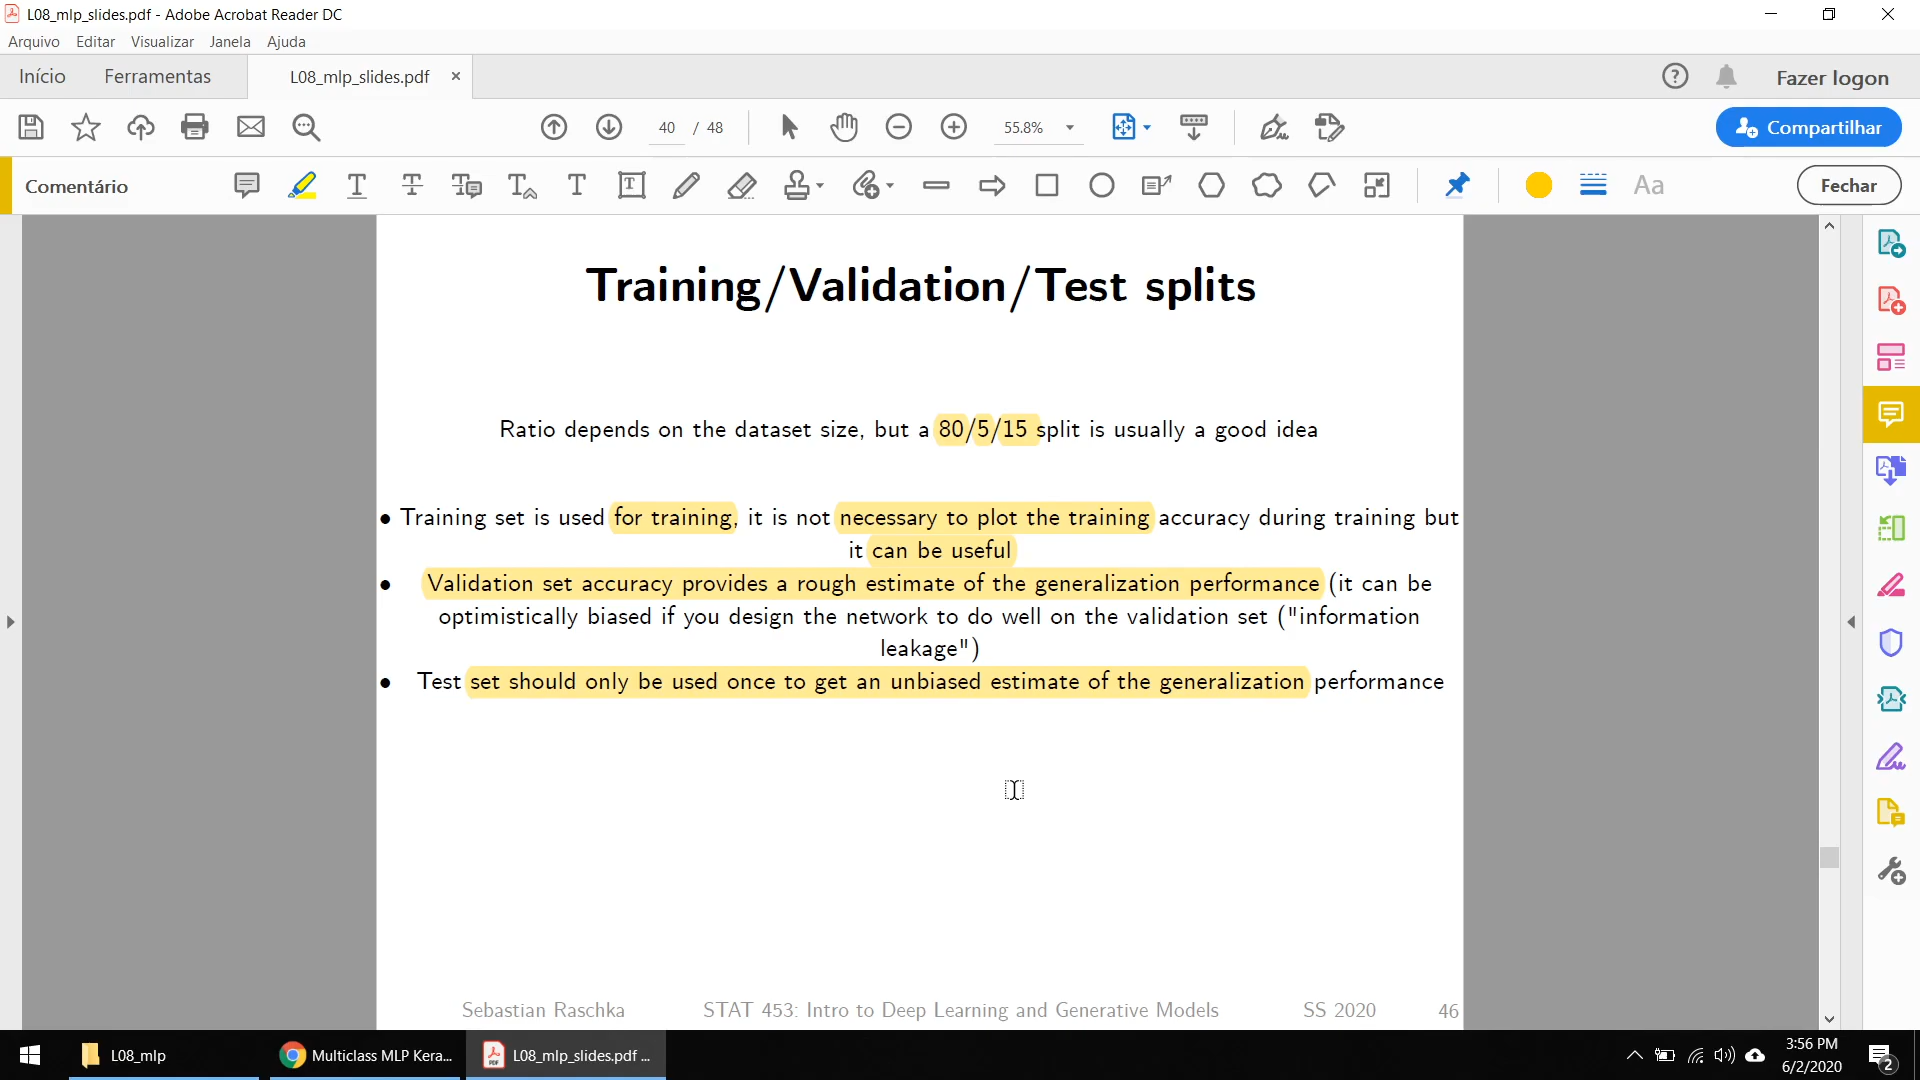 L08_mlp_slides.pdf - Adobe Acrobat Reader DC
Arquivo Editar Visualizar Janela Ajuda
Início Ferramentas L08_mlp_slides.pdf × Fazer logon
40 / 48 55.8% Compartilhar
Comentário Aa Fechar
Training/Validation/Test splits
Ratio depends on the dataset size, but a 80/5/15 split is usually a good idea
• Training set is used for training, it is not necessary to plot the training accuracy during training but
it can be useful
• Validation set accuracy provides a rough estimate of the generalization performance (it can be
optimistically biased if you design the network to do well on the validation set ("information
leakage")
• Test set should only be used once to get an unbiased estimate of the generalization performance
Sebastian Raschka STAT 453: Intro to Deep Learning and Generative Models SS 2020 46
L08_mlp Multiclass MLP Kera... L08_mlp_slides.pdf ... 3:56 PM
6/2/2020 2